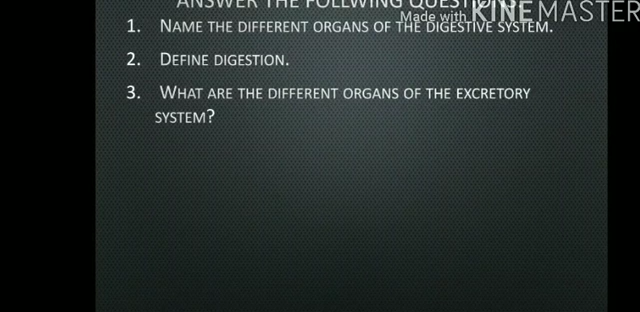 ANSWER THE FOLLWING QUESTIONS.
Made with KINEMASTER
1. NAME THE DIFFERENT ORGANS OF THE DIGESTIVE SYSTEM.
2. DEFINE DIGESTION.
3. WHAT ARE THE DIFFERENT ORGANS OF THE EXCRETORY
SYSTEM?